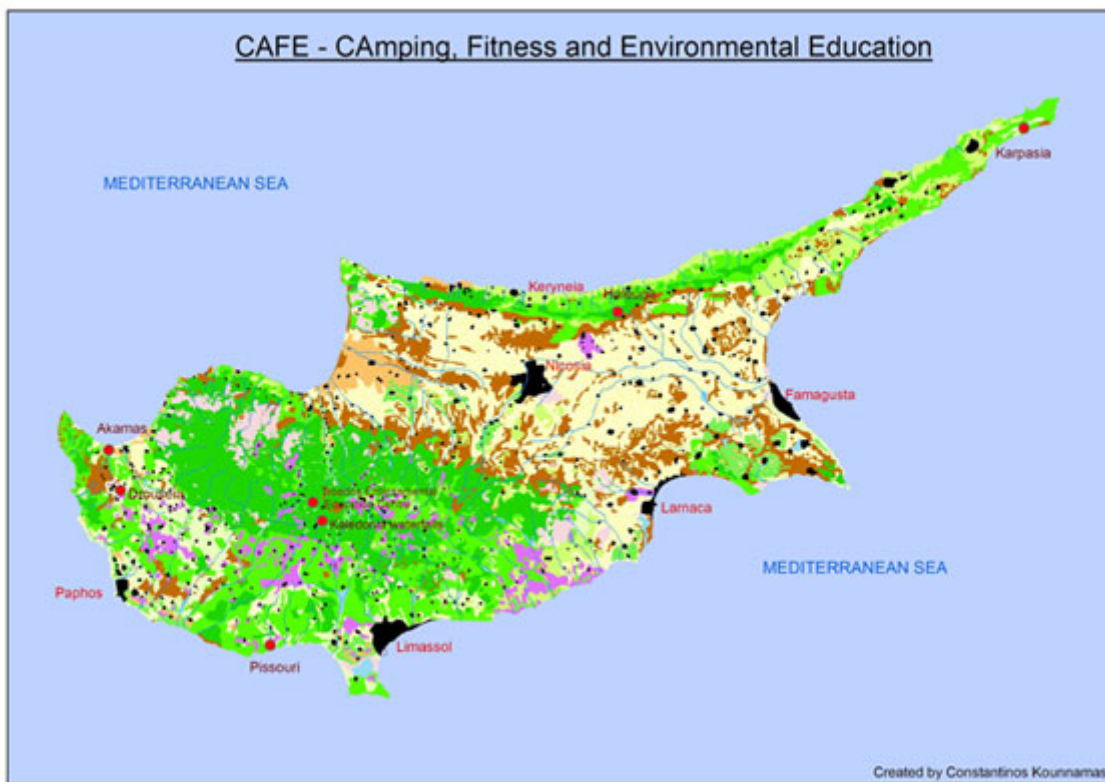 CAFE - CAmping, Fitness and Environmental Education
Karpasia
MEDITERRANEAN SEA
Keryneia
Nicosia
Famagusta
Akamas
Larnaca
Kaledonia Waterfalls
MEDITERRANEAN SEA
Paphos
Limassol
Pissouri
Created by Constantinos Kounnamas